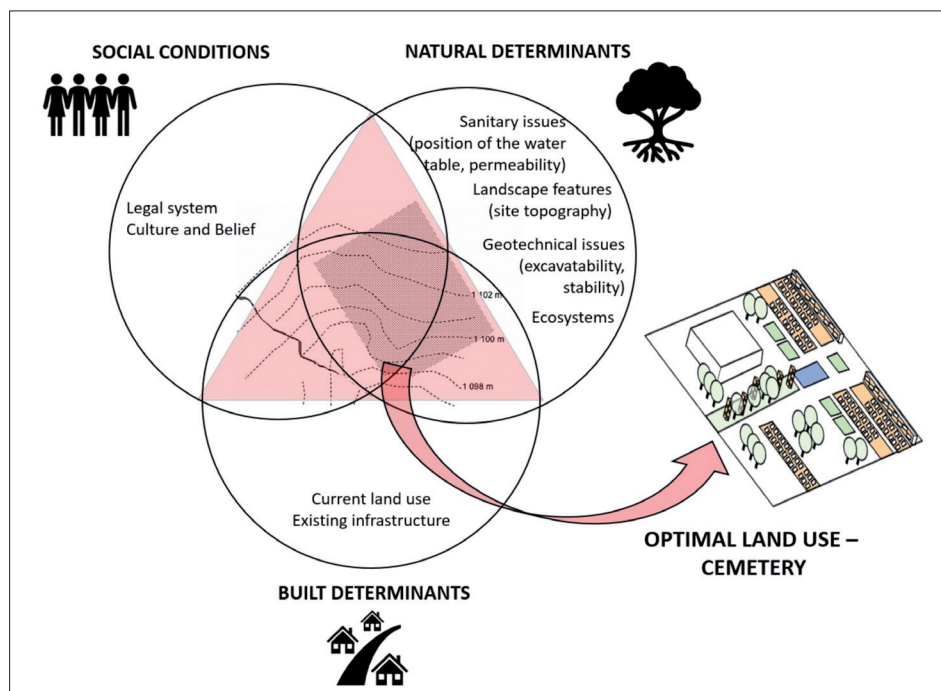 SOCIAL CONDITIONS
NATURAL DETERMINANTS
Sanitary issues
(position of the water
table, permeability)
Landscape features
(site topography)
Legal system
Culture and Belief
Geotechnical issues
(excavatability,
stability)
Ecosystems
1 102 m
1 100 m
1 098 m
Current land use
Existing infrastructure
OPTIMAL LAND USE –
CEMETERY
BUILT DETERMINANTS